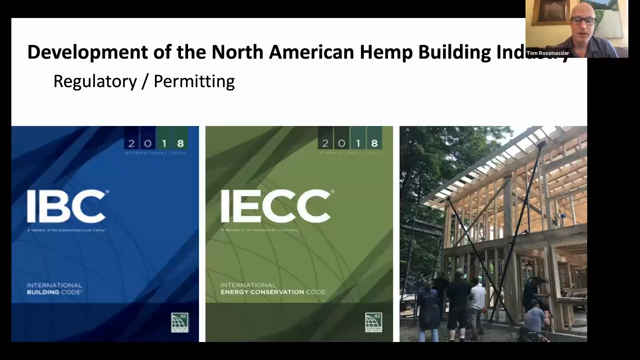 Development of the North American Hemp Building Industry
Regulatory / Permitting
Tom Rossmassler
2018
IBC
INTERNATIONAL
BUILDING CODE
2018
IECC
INTERNATIONAL
ENERGY CONSERVATION CODE